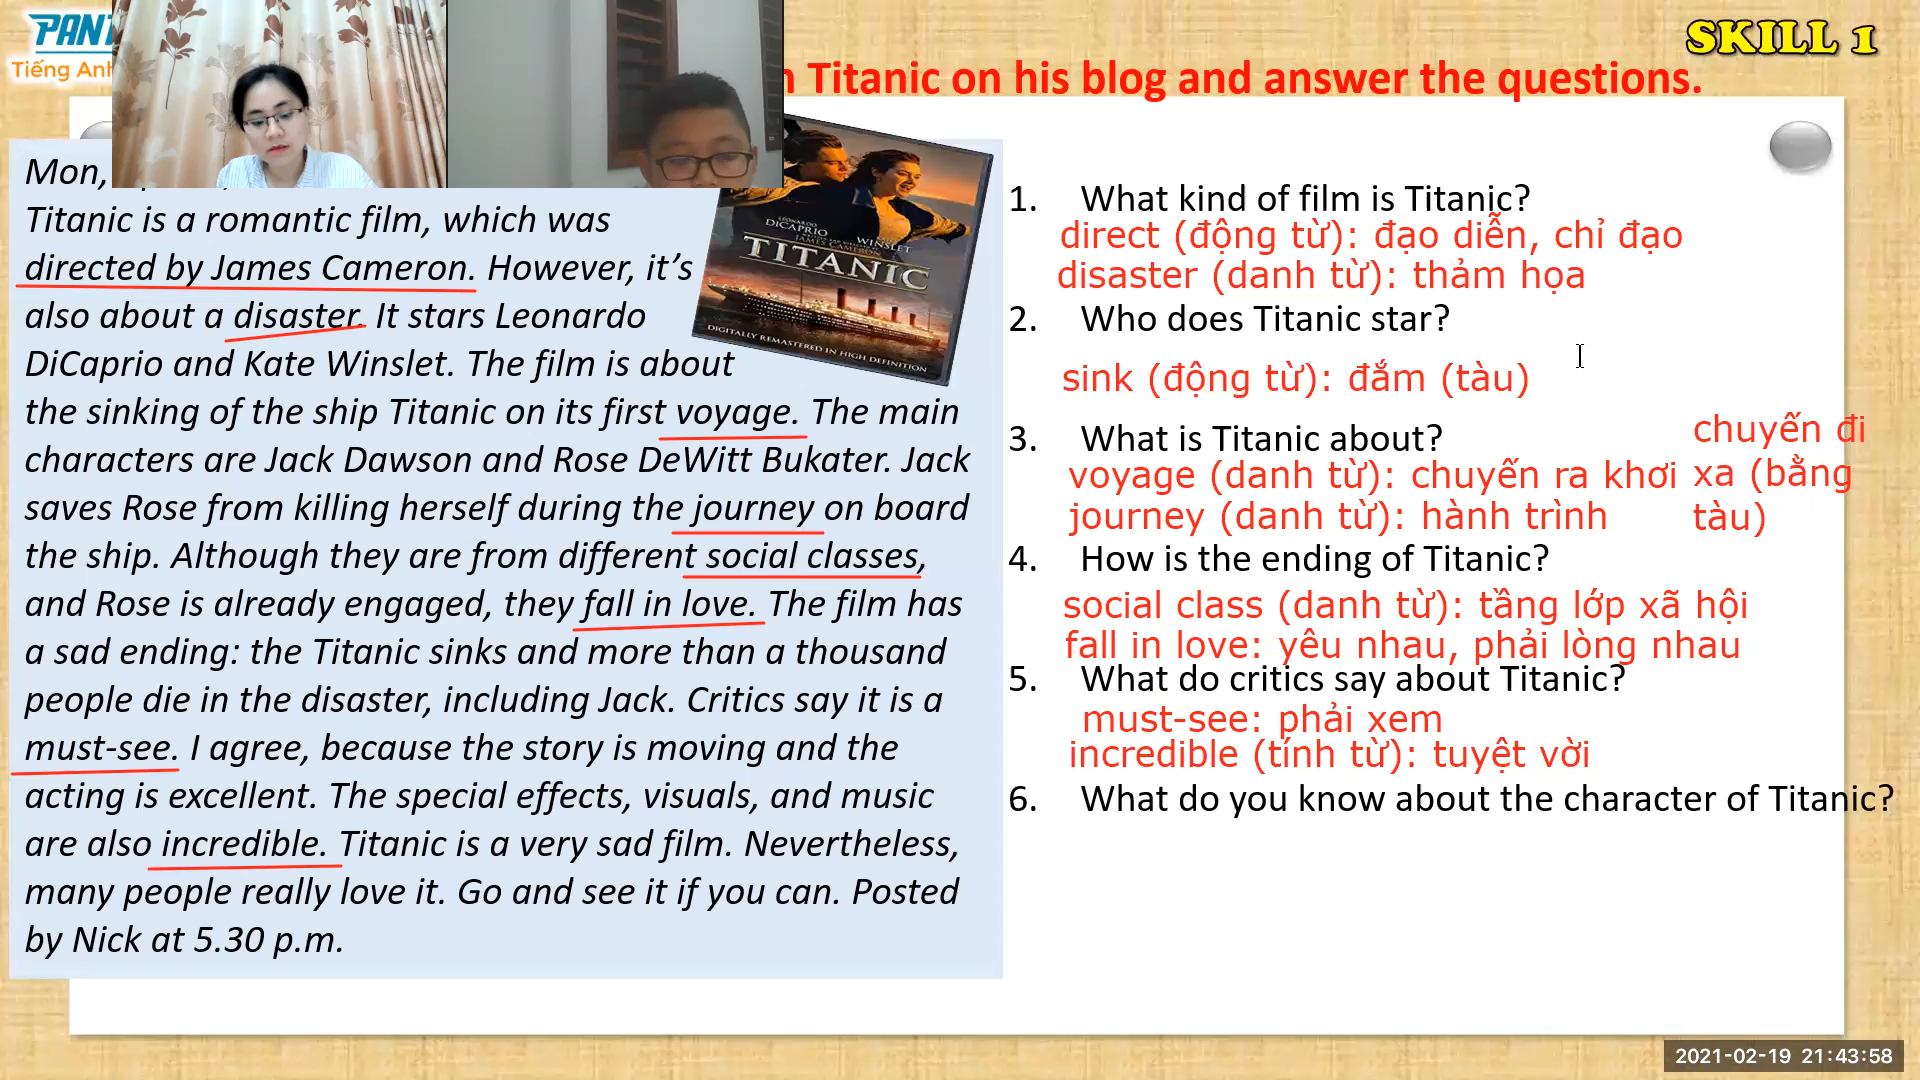 Tiếng Anh
SKILL 1
Titanic on his blog and answer the questions.
Mon,
Titanic is a romantic film, which was
directed by James Cameron. However, it’s
also about a disaster. It stars Leonardo
DiCaprio and Kate Winslet. The film is about
the sinking of the ship Titanic on its first voyage. The main
characters are Jack Dawson and Rose DeWitt Bukater. Jack
saves Rose from killing herself during the journey on board
the ship. Although they are from different social classes,
and Rose is already engaged, they fall in love. The film has
a sad ending: the Titanic sinks and more than a thousand
people die in the disaster, including Jack. Critics say it is a
must-see. I agree, because the story is moving and the
acting is excellent. The special effects, visuals, and music
are also incredible. Titanic is a very sad film. Nevertheless,
many people really love it. Go and see it if you can. Posted
by Nick at 5.30 p.m.
LEONARDO
DICAPRIO
WINSLET
JAMES CAMERON
TITANIC
DIGITALLY REMASTERED IN HIGH DEFINITION
1. What kind of film is Titanic?
direct (động từ): đạo diễn, chỉ đạo
disaster (danh từ): thảm họa
2. Who does Titanic star?
sink (động từ): đắm (tàu)
3. What is Titanic about?
voyage (danh từ): chuyến ra khơi
journey (danh từ): hành trình
chuyến đi
xa (bằng
tàu)
4. How is the ending of Titanic?
social class (danh từ): tầng lớp xã hội
fall in love: yêu nhau, phải lòng nhau
5. What do critics say about Titanic?
must-see: phải xem
incredible (tính từ): tuyệt vời
6. What do you know about the character of Titanic?
2021-02-19 21:43:58